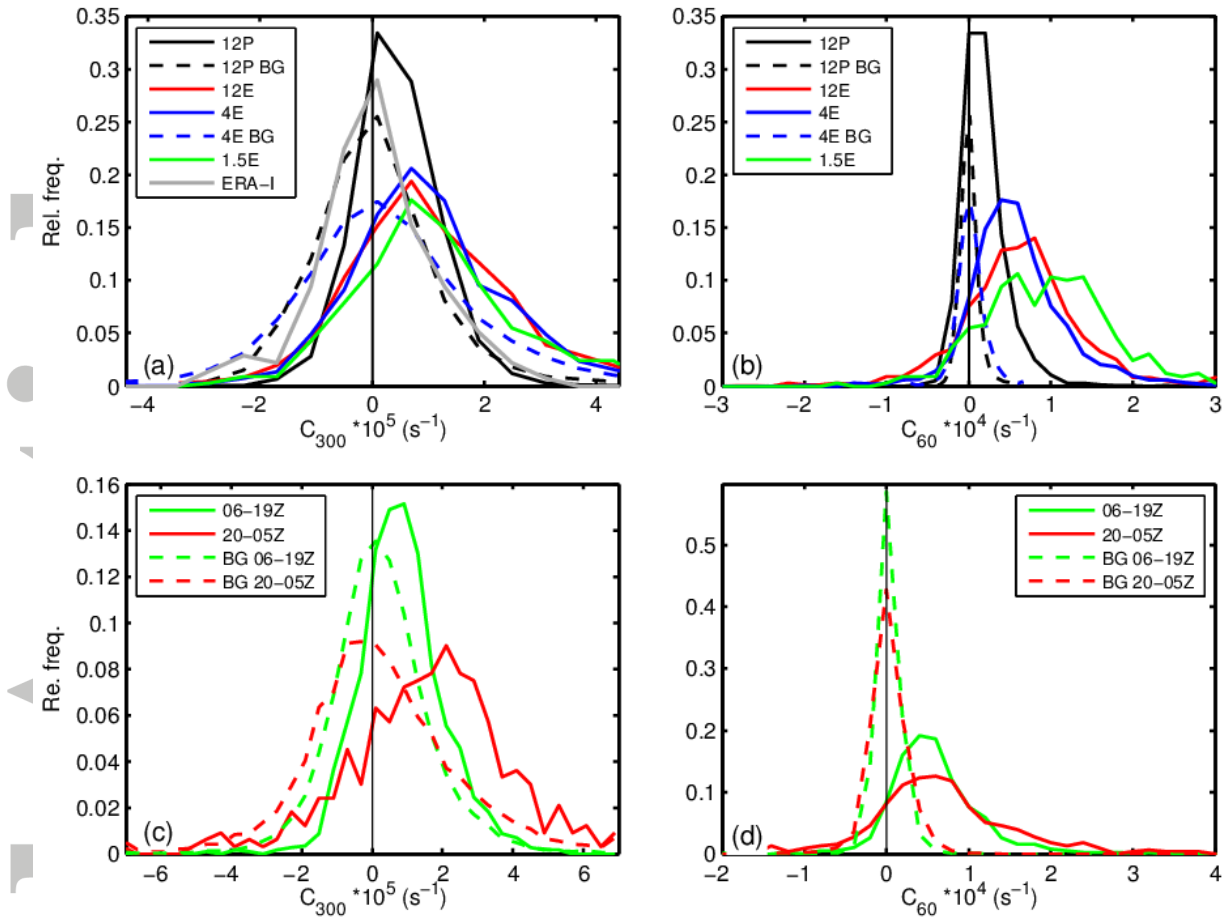 0.35
0.3
0.25
0.2
0.15
0.1
0.05
0
Rel. freq.
12P
12P BG
12E
4E
4E BG
1.5E
ERA−I
(a)
−4 −2 0 2 4
C300 *10^5 (s^−1)
0.35
0.3
0.25
0.2
0.15
0.1
0.05
0
12P
12P BG
12E
4E
4E BG
1.5E
(b)
−3 −2 −1 0 1 2 3
C60 *10^4 (s^−1)
0.16
0.14
0.12
0.1
0.08
0.06
0.04
0.02
0
Re. freq.
06−19Z
20−05Z
BG 06−19Z
BG 20−05Z
(c)
−6 −4 −2 0 2 4 6
C300 *10^5 (s^−1)
0.5
0.4
0.3
0.2
0.1
0
06−19Z
20−05Z
BG 06−19Z
BG 20−05Z
(d)
−2 −1 0 1 2 3 4
C60 *10^4 (s^−1)